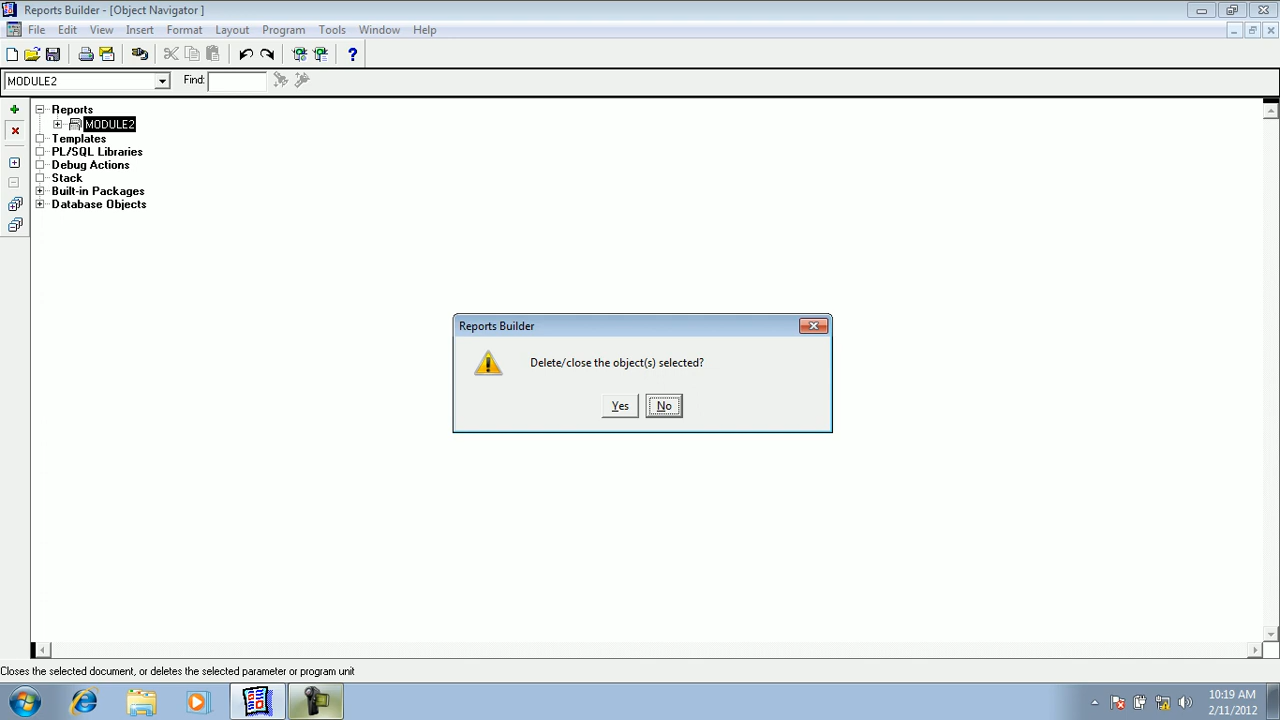 Reports Builder - [Object Navigator ]
File Edit View Insert Format Layout Program Tools Window Help
MODULE2 Find:
Reports
MODULE2
Templates
PL/SQL Libraries
Debug Actions
Stack
Built-in Packages
Database Objects
Reports Builder
Delete/close the object(s) selected?
Yes No
Closes the selected document, or deletes the selected parameter or program unit
10:19 AM
2/11/2012